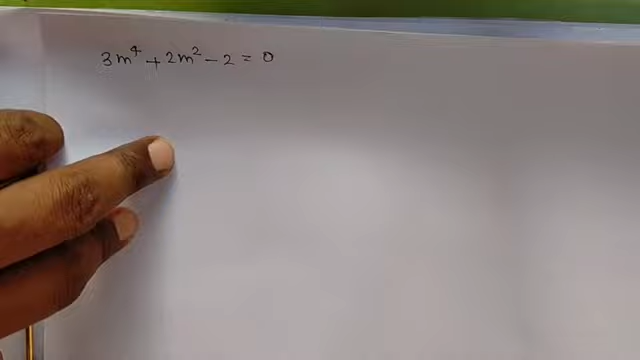 3m⁴ + 2m² - 2 = 0